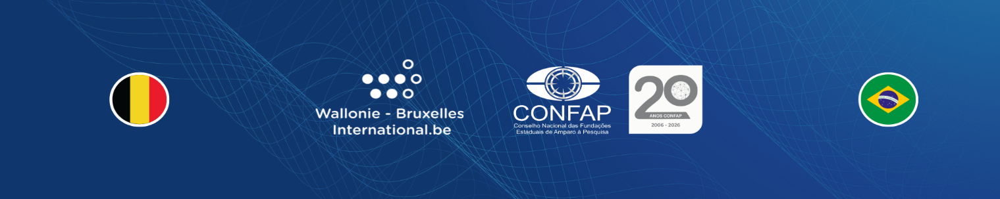 Wallonie - Bruxelles
International.be
CONFAP
Conselho Nacional das Fundações
Estaduais de Amparo à Pesquisa
20
ANOS CONFAP
2006 - 2026